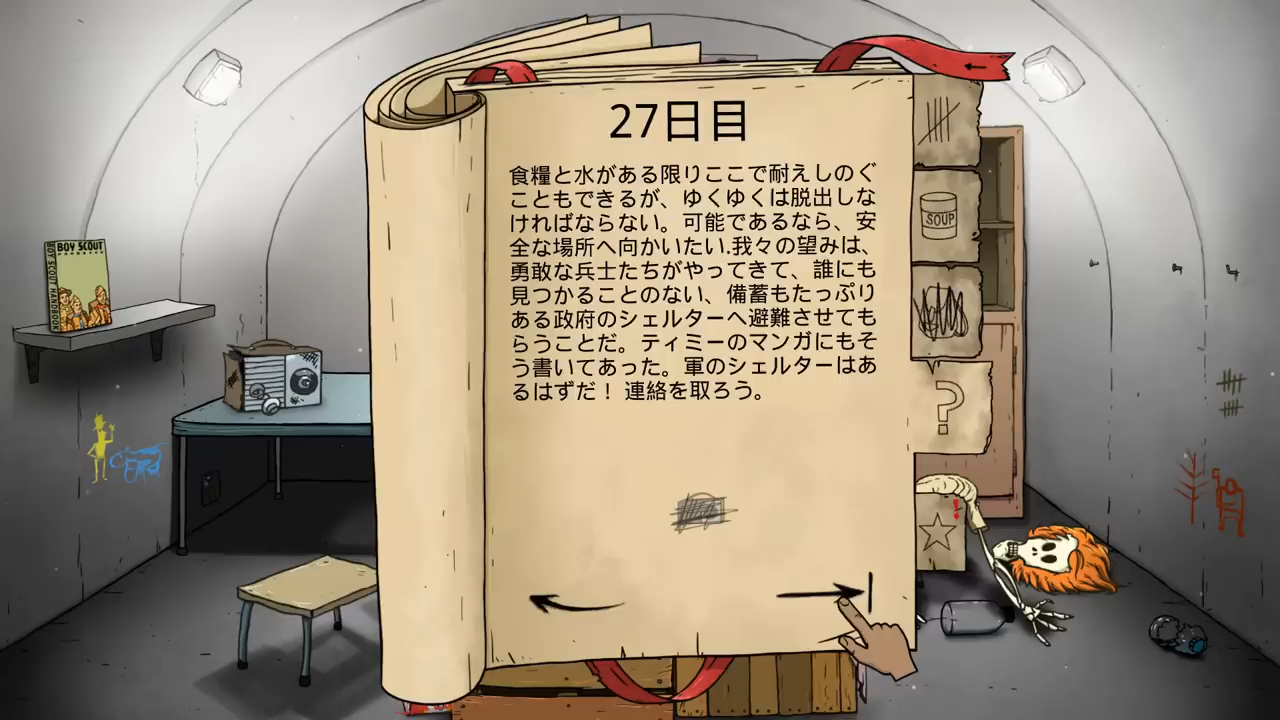 27日目
食糧と水がある限りここで耐えしのぐ
こともできるが、ゆくゆくは脱出しな
ければならない。可能であるなら、安
全な場所へ向かいたい.我々の望みは、
勇敢な兵士たちがやってきて、誰にも
見つかることのない、備蓄もたっぷり
ある政府のシェルターへ避難させても
らうことだ。ティミーのマンガにもそ
う書いてあった。軍のシェルターはあ
るはずだ！ 連絡を取ろう。
SOUP
?
!
BOY SCOUT
BOY SCOUT HANDBOOK